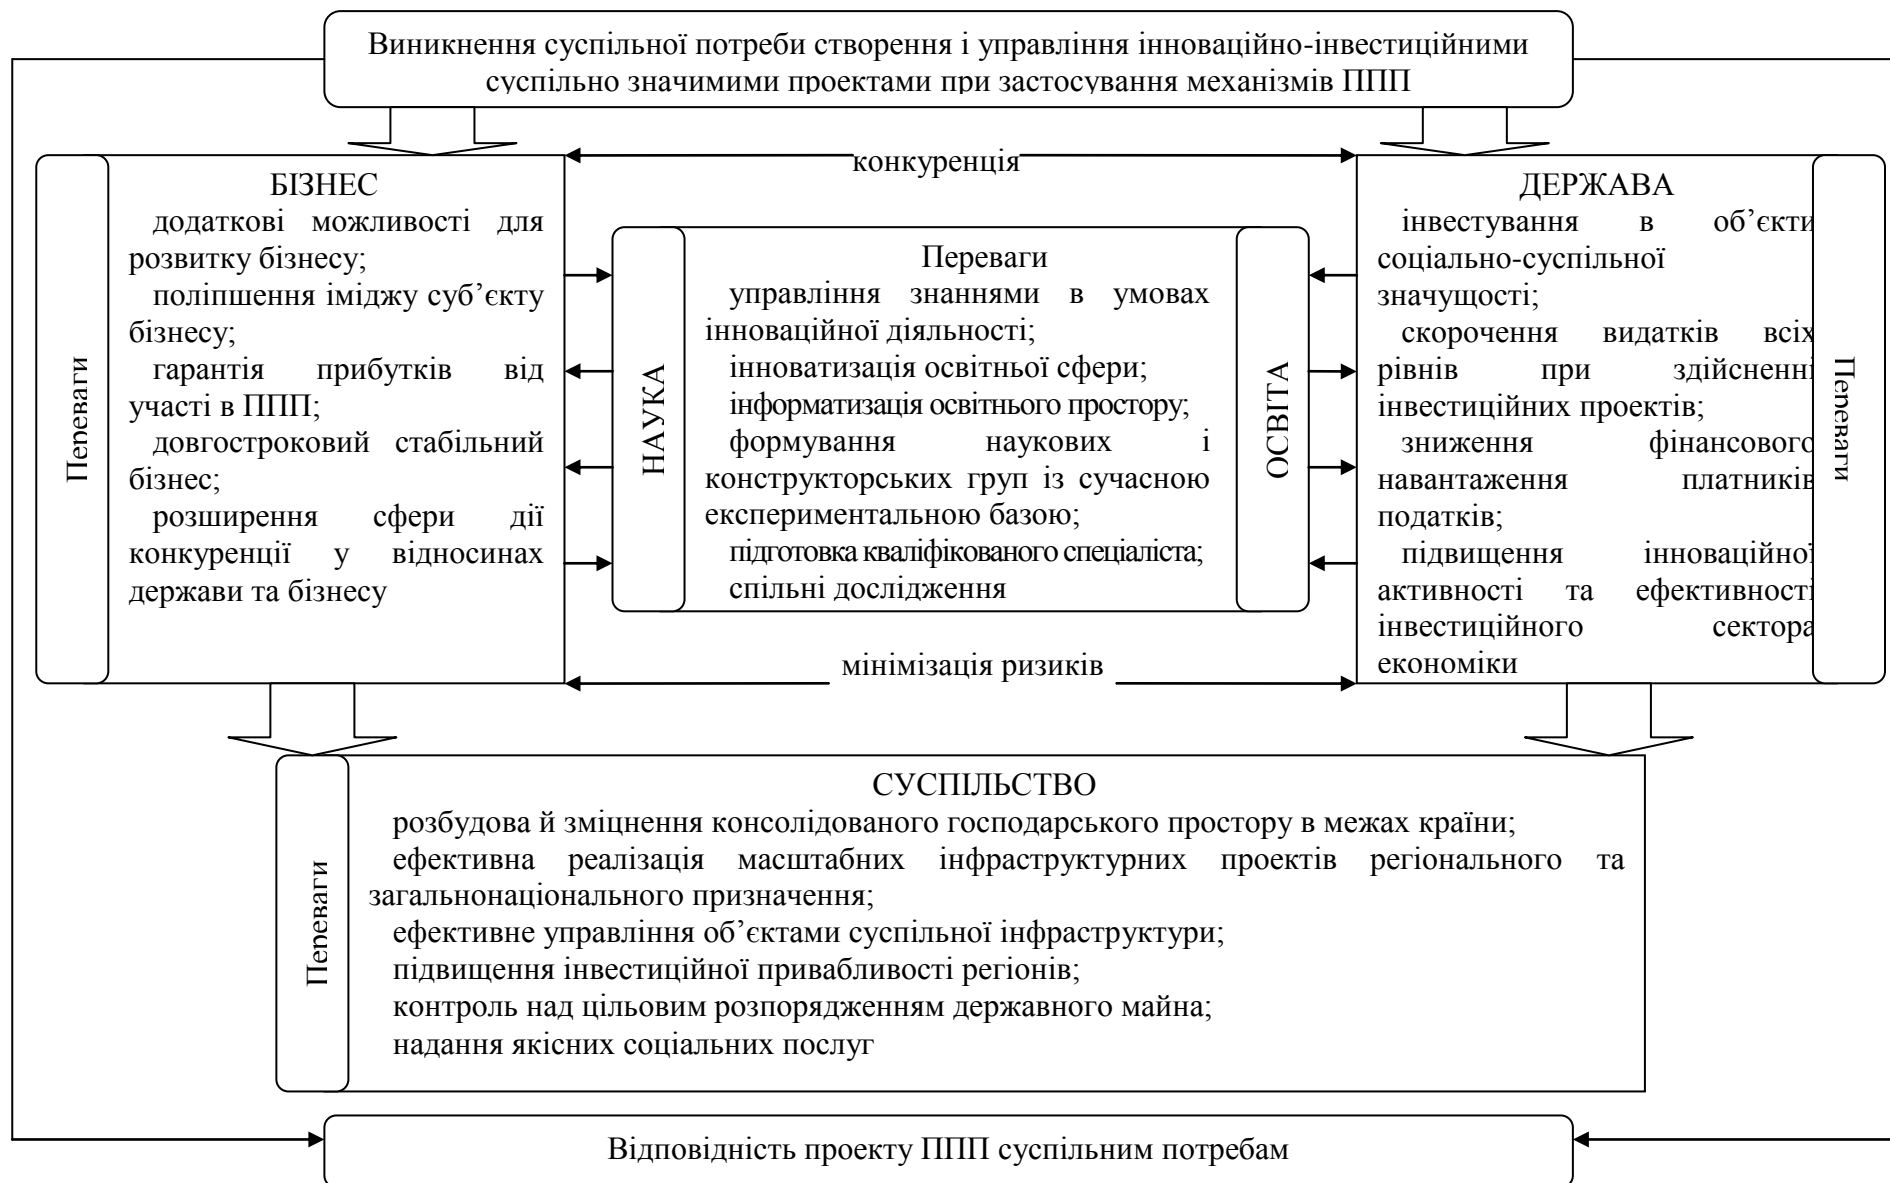 Виникнення суспільної потреби створення і управління інноваційно-інвестиційними
суспільно значимими проектами при застосування механізмів ППП
конкуренція
Переваги
БІЗНЕС
додаткові можливості для
розвитку бізнесу;
поліпшення іміджу суб’єкту
бізнесу;
гарантія прибутків від
участі в ППП;
довгостроковий стабільний
бізнес;
розширення сфери дії
конкуренції у відносинах
держави та бізнесу
НАУКА
Переваги
управління знаннями в умовах
інноваційної діяльності;
інноватизація освітньої сфери;
інформатизація освітнього простору;
формування наукових і
конструкторських груп із сучасною
експериментальною базою;
підготовка кваліфікованого спеціаліста;
спільні дослідження
ОСВІТА
ДЕРЖАВА
інвестування в об’єкти
соціально-суспільної
значущості;
скорочення видатків всіх
рівнів при здійсненні
інвестиційних проектів;
зниження фінансового
навантаження платників
податків;
підвищення інноваційної
активності та ефективності
інвестиційного сектора
економіки
Переваги
мінімізація ризиків
Переваги
СУСПІЛЬСТВО
розбудова й зміцнення консолідованого господарського простору в межах країни;
ефективна реалізація масштабних інфраструктурних проектів регіонального та
загальнонаціонального призначення;
ефективне управління об’єктами суспільної інфраструктури;
підвищення інвестиційної привабливості регіонів;
контроль над цільовим розпорядженням державного майна;
надання якісних соціальних послуг
Відповідність проекту ППП суспільним потребам